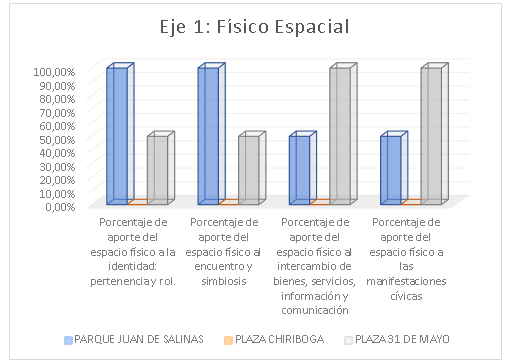 Eje 1: Físico Espacial
100,00%
90,00%
80,00%
70,00%
60,00%
50,00%
40,00%
30,00%
20,00%
10,00%
0,00%
Porcentaje de
aporte del
espacio físico a la
identidad:
pertenencia y rol.
Porcentaje de
aporte del
espacio físico al
encuentro y
simbiosis
Porcentaje de
aporte del
espacio físico al
intercambio de
bienes, servicios,
información y
comunicación
Porcentaje de
aporte del
espacio físico a
las
manifestaciones
cívicas
PARQUE JUAN DE SALINAS
PLAZA CHIRIBOGA
PLAZA 31 DE MAYO